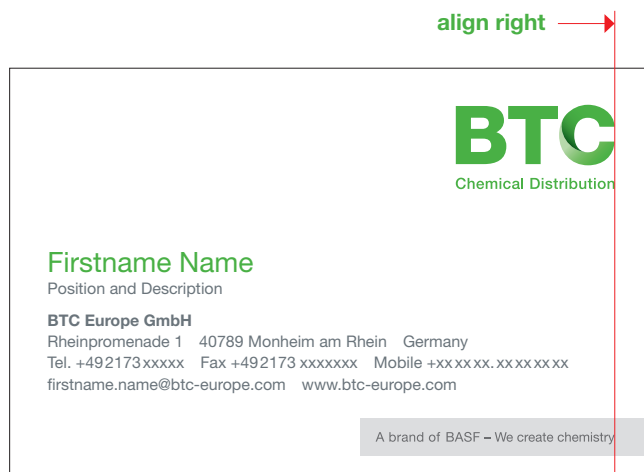 align right
BTC
Chemical Distribution
Firstname Name
Position and Description
BTC Europe GmbH
Rheinpromenade 1 40789 Monheim am Rhein Germany
Tel. +492173xxxxx Fax +492173 xxxxxxx Mobile +xxxxxx.xxxxxxxx
firstname.name@btc-europe.com www.btc-europe.com
A brand of BASF – We create chemistry